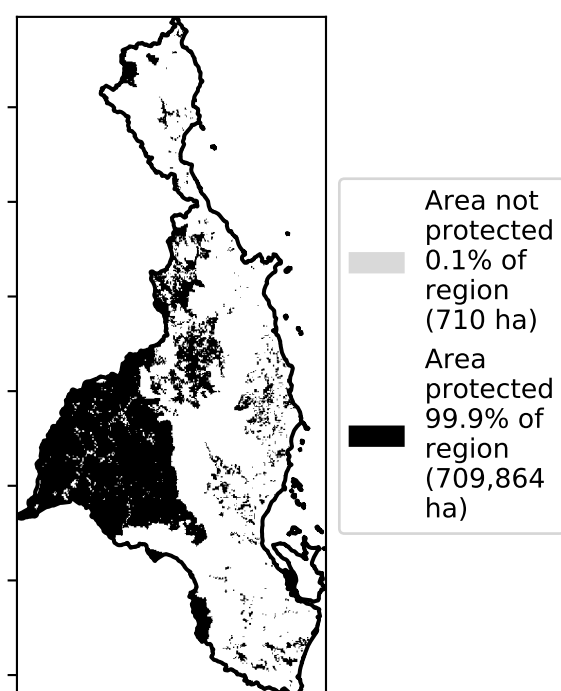 Area not
protected
0.1% of
region
(710 ha)
Area
protected
99.9% of
region
(709,864
ha)